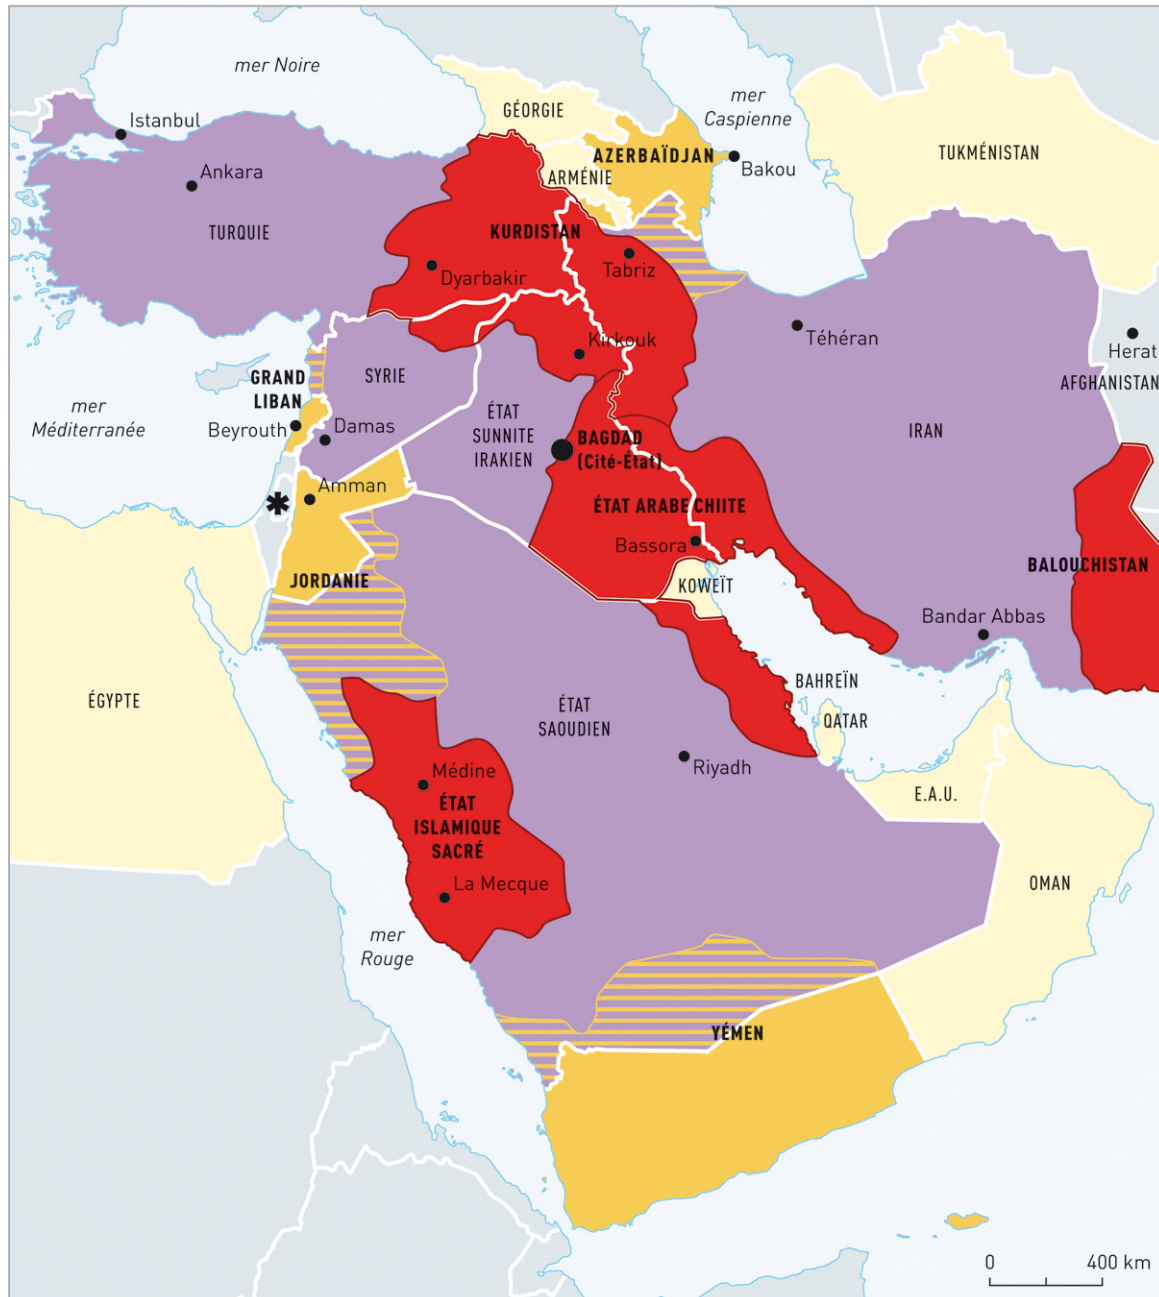 mer Noire
mer
Caspienne
GÉORGIE
Istanbul
AZERBAÏDJAN
Bakou
TUKMÉNISTAN
Ankara
ARMÉNIE
TURQUIE
KURDISTAN
Dyarbakir
Tabriz
Téhéran
Herat
Kirkouk
AFGHANISTAN
GRAND
LIBAN
SYRIE
mer
Méditerranée
Beyrouth
Damas
ÉTAT
SUNNITE
IRAKIEN
BAGDAD
(Cité-État)
IRAN
Amman
*
ÉTAT ARABE CHIITE
Bassora
JORDANIE
KOWEÏT
BALOUCHISTAN
Bandar Abbas
ÉGYPTE
ÉTAT
SAOUDIEN
BAHREÏN
QATAR
Riyadh
Médine
E.A.U.
ÉTAT
ISLAMIQUE
SACRÉ
La Mecque
OMAN
mer
Rouge
YÉMEN
0 400 km